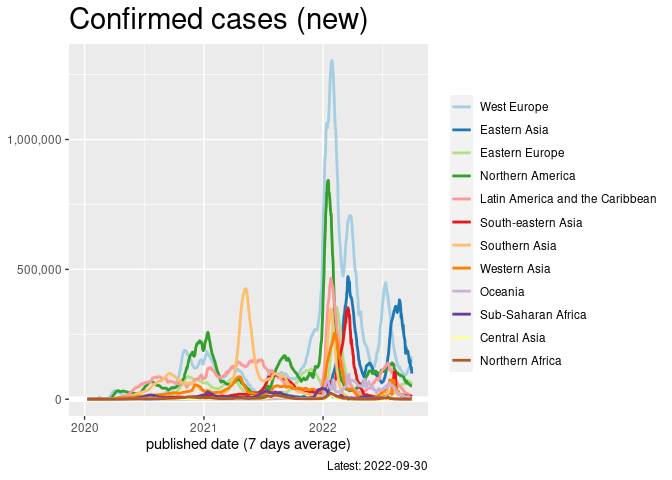 Confirmed cases (new)
1,000,000
500,000
0
2020
2021
2022
published date (7 days average)
Latest: 2022-09-30
West Europe
Eastern Asia
Eastern Europe
Northern America
Latin America and the Caribbean
South-eastern Asia
Southern Asia
Western Asia
Oceania
Sub-Saharan Africa
Central Asia
Northern Africa